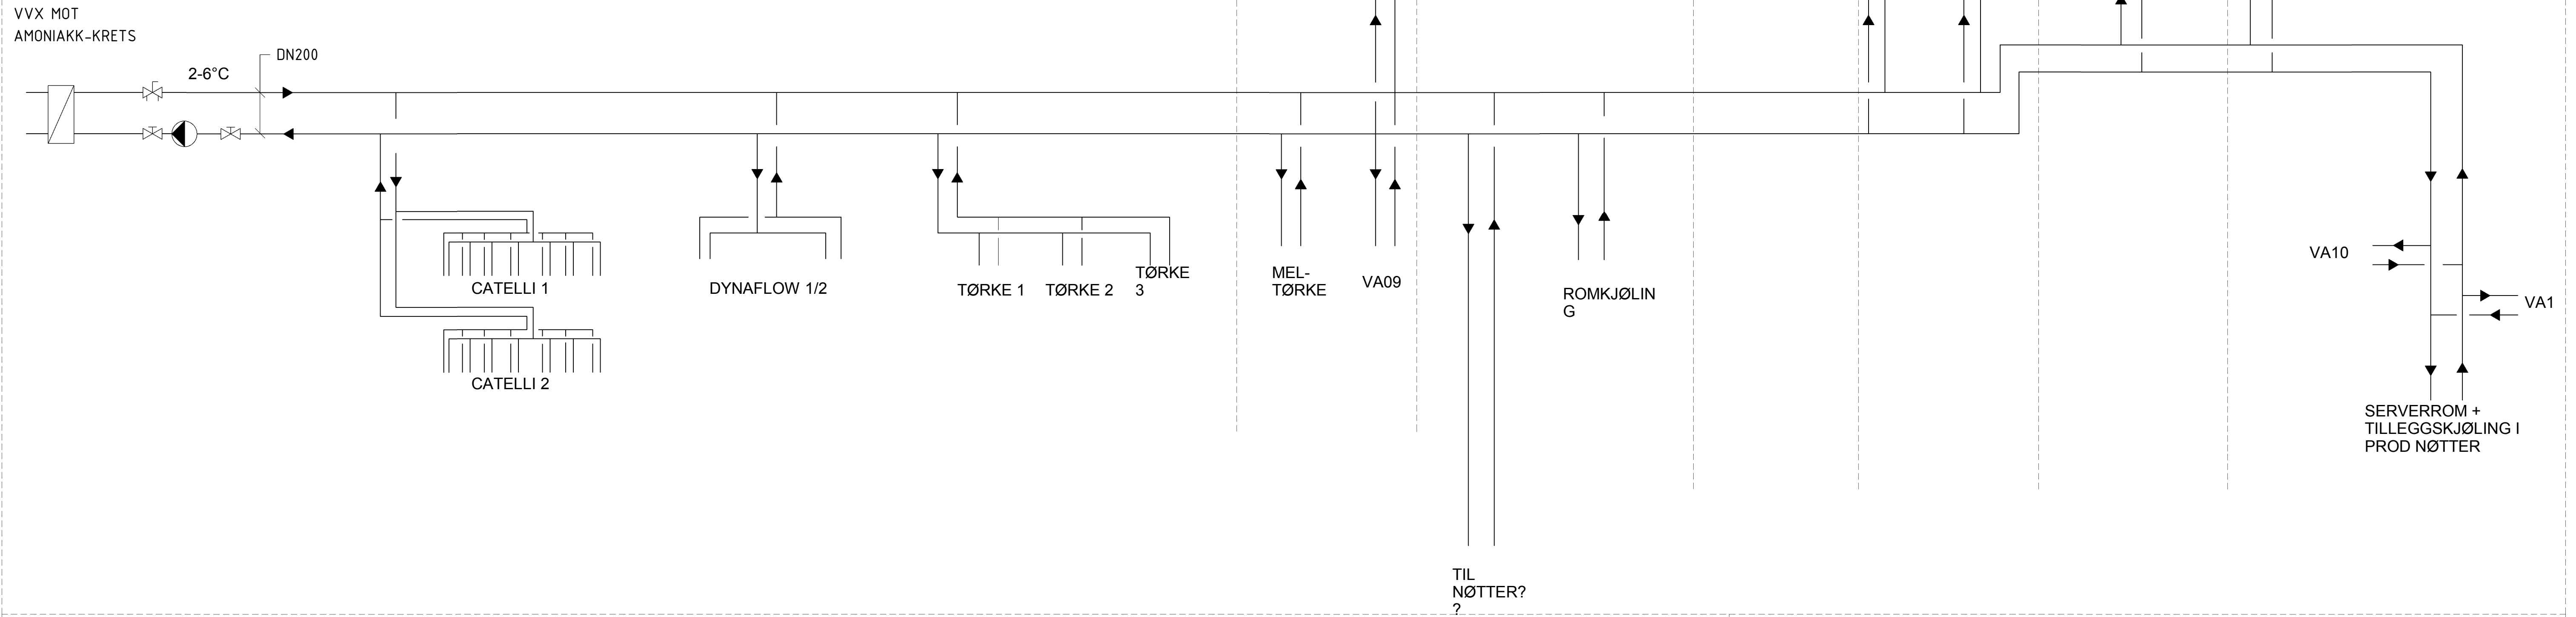 VVX MOT
AMONIAKK-KRETS
DN200
2-6°C
CATELLI 1
CATELLI 2
DYNAFLOW 1/2
TØRKE 1
TØRKE 2
TØRKE
3
MEL-
TØRKE
VA09
TIL
NØTTER?
?
ROMKJØLIN
G
VA10
VA1
SERVERROM +
TILLEGGSKJØLING I
PROD NØTTER